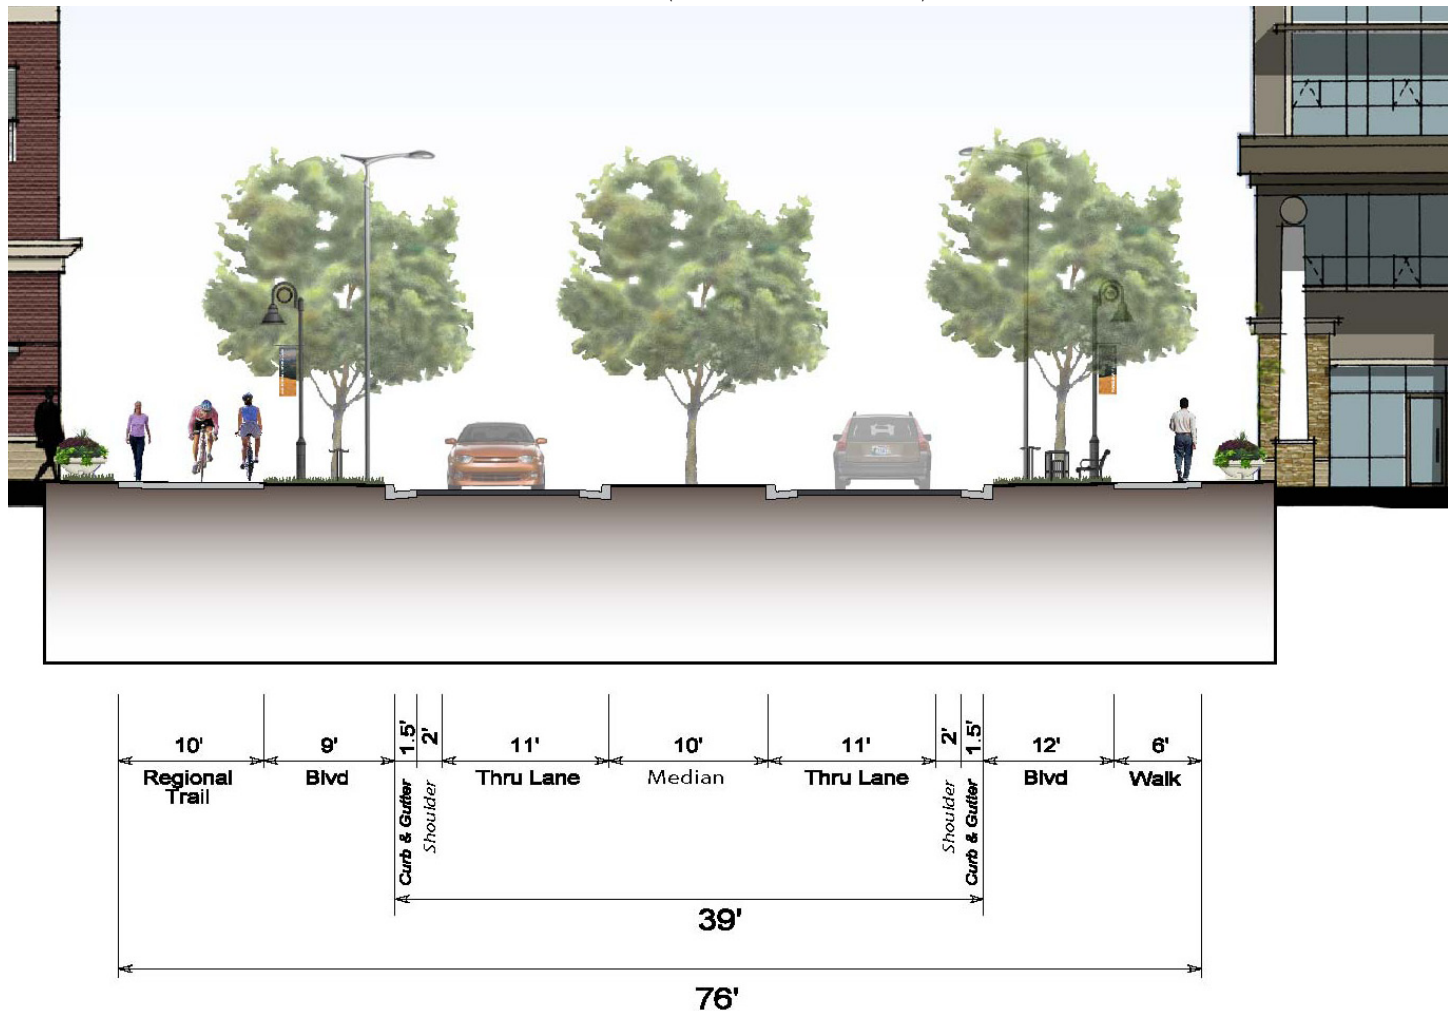 10'
9'
1.5'
2'
11'
10'
11'
2'
1.5'
12'
6'
Regional
Trail
Blvd
Curb & Gutter
Shoulder
Thru Lane
Median
Thru Lane
Shoulder
Curb & Gutter
Blvd
Walk
39'
76'